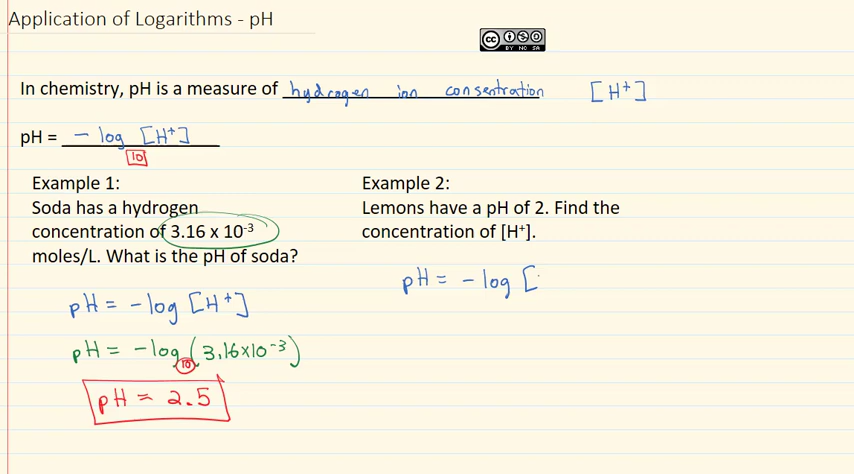 Application of Logarithms - pH
cc BY NC SA
In chemistry, pH is a measure of hydrogen ion consentration [H⁺]
pH = - log [H⁺]
10
Example 1:
Soda has a hydrogen
concentration of 3.16 x 10⁻³
moles/L. What is the pH of soda?
pH = - log [H⁺]
pH = - log₁₀ (3.16×10⁻³)
pH = 2.5
Example 2:
Lemons have a pH of 2. Find the
concentration of [H⁺].
pH = - log [